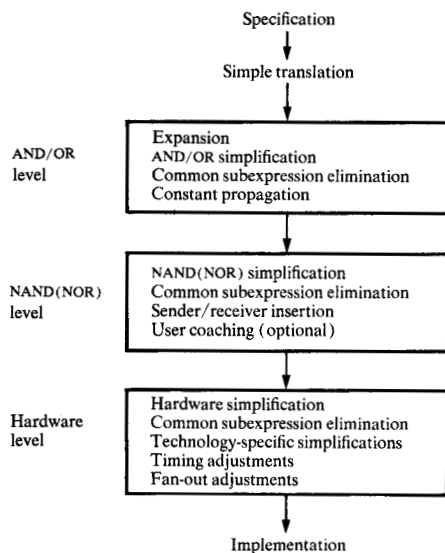 Specification
Simple translation
AND/OR
level
Expansion
AND/OR simplification
Common subexpression elimination
Constant propagation
NAND(NOR)
level
NAND(NOR) simplification
Common subexpression elimination
Sender/receiver insertion
User coaching (optional)
Hardware
level
Hardware simplification
Common subexpression elimination
Technology-specific simplifications
Timing adjustments
Fan-out adjustments
Implementation